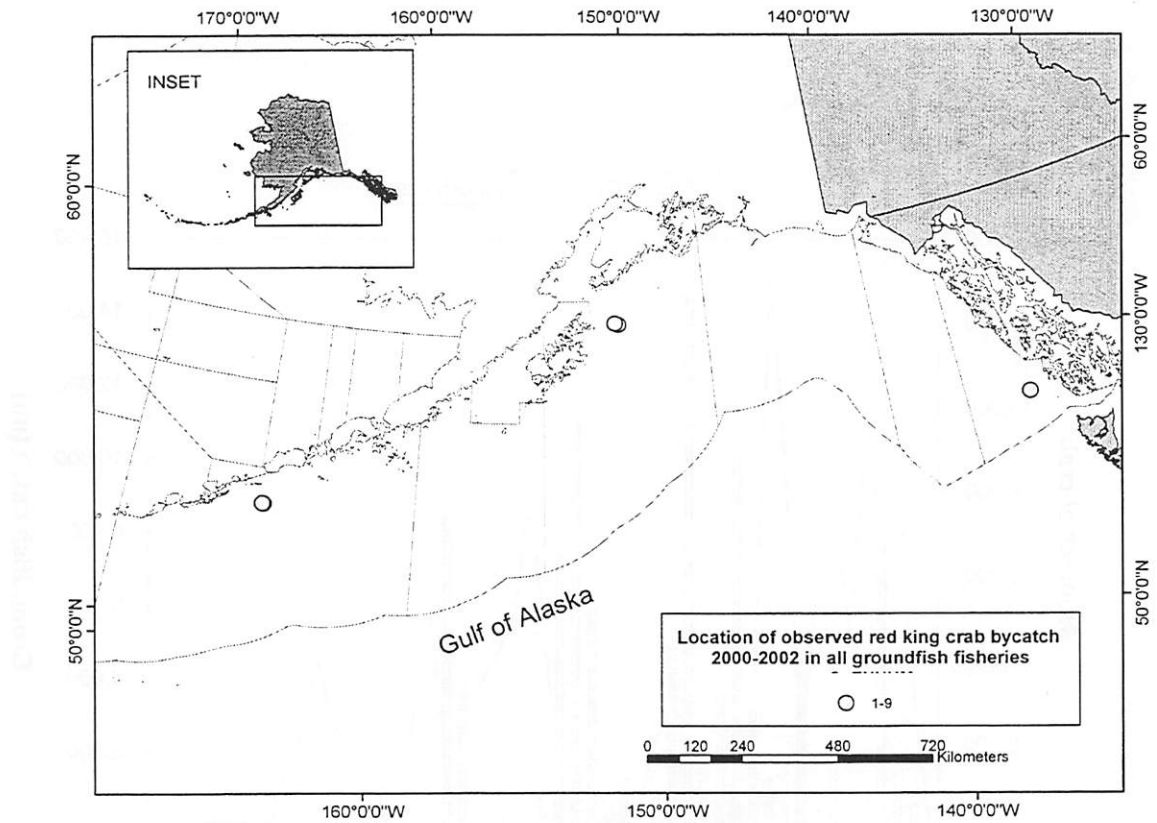 170°0'0"W 160°0'0"W 150°0'0"W 140°0'0"W 130°0'0"W
INSET
60°0'0"N
60°0'0"N
130°0'0"W
50°0'0"N
50°0'0"N
Gulf of Alaska
Location of observed red king crab bycatch
2000-2002 in all groundfish fisheries
1-9
0 120 240 480 720
Kilometers
160°0'0"W 150°0'0"W 140°0'0"W